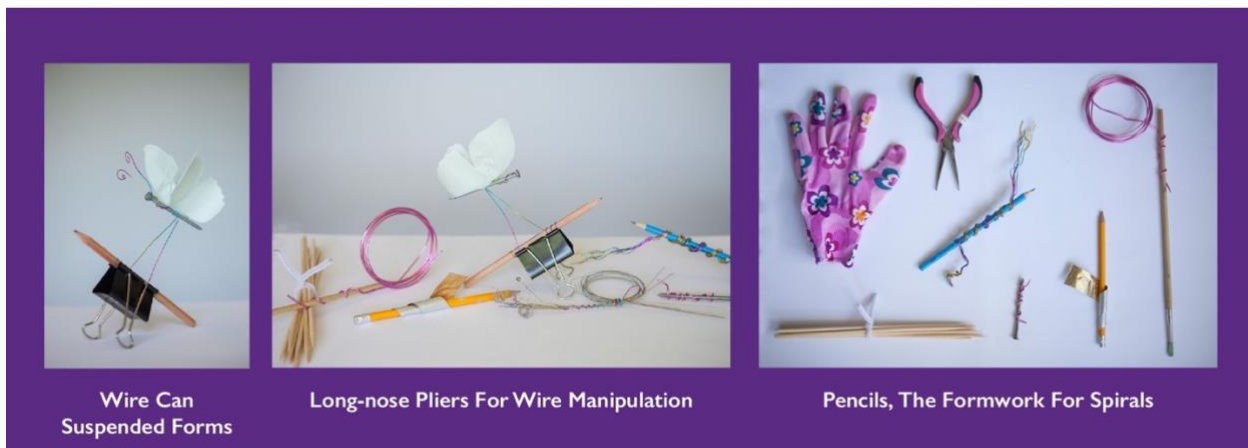 Wire Can
Suspended Forms
Long-nose Pliers For Wire Manipulation
Pencils, The Formwork For Spirals